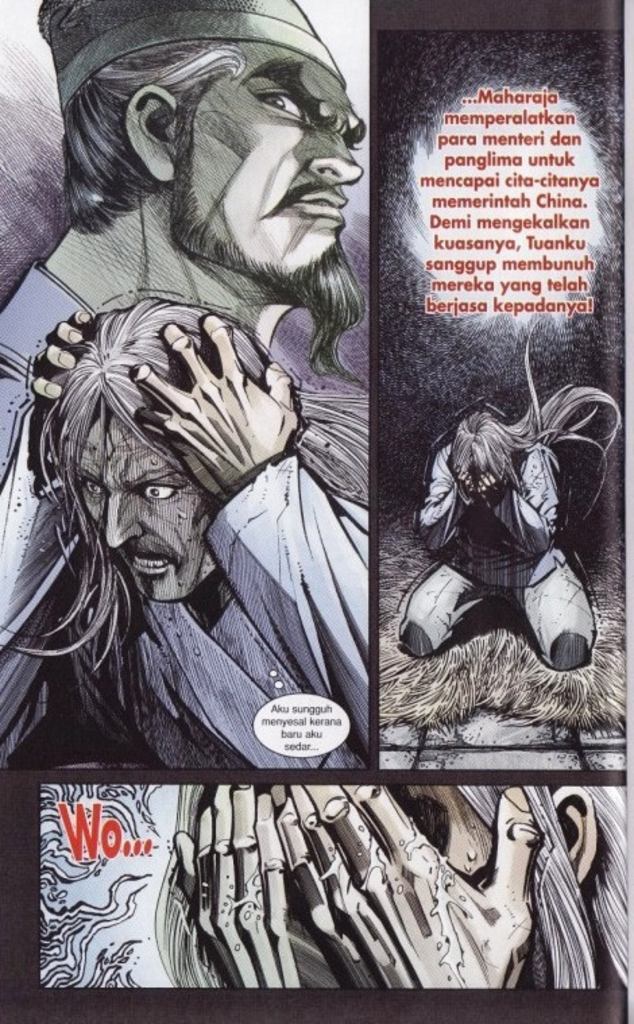 ...Maharaja
memperalatkan
para menteri dan
panglima untuk
mencapai cita-citanya
memerintah China.
Demi mengekalkan
kuasanya, Tuanku
sanggup membunuh
mereka yang telah
berjasa kepadanya!
Aku sungguh
menyesal kerana
baru aku
sedar...
Wo...